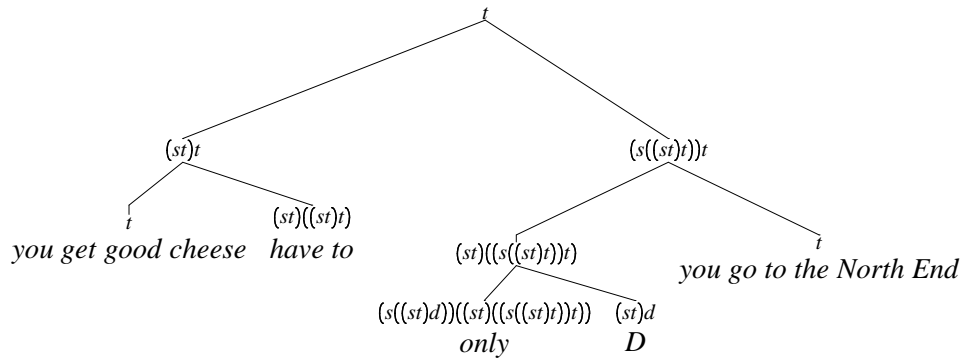 t
(st)t (s((st)t))t
t (st)((st)t)
you get good cheese have to
(st)((s((st)t))t) t
you go to the North End
(s((st)d))((st)((s((st)t))t)) (st)d
only D